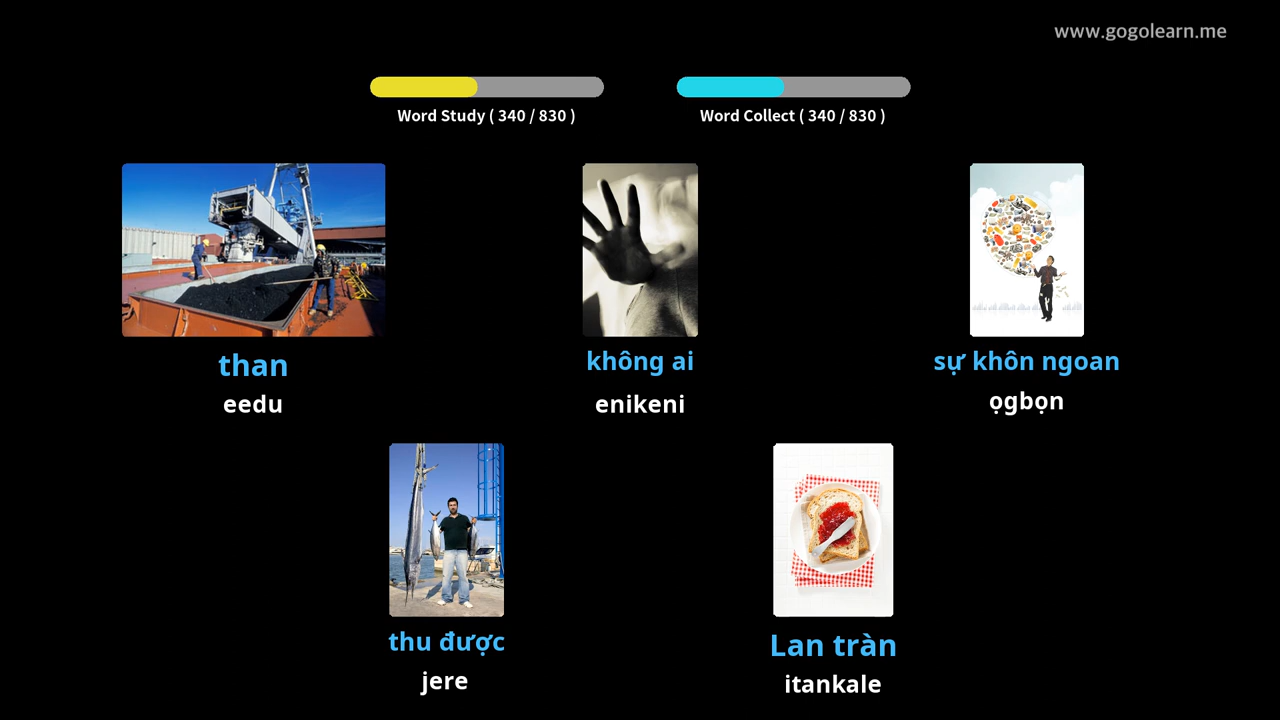 www.gogolearn.me
Word Study ( 340 / 830 )
Word Collect ( 340 / 830 )
than
eedu
không ai
enikeni
sự khôn ngoan
ọgbọn
thu được
jere
Lan tràn
itankale